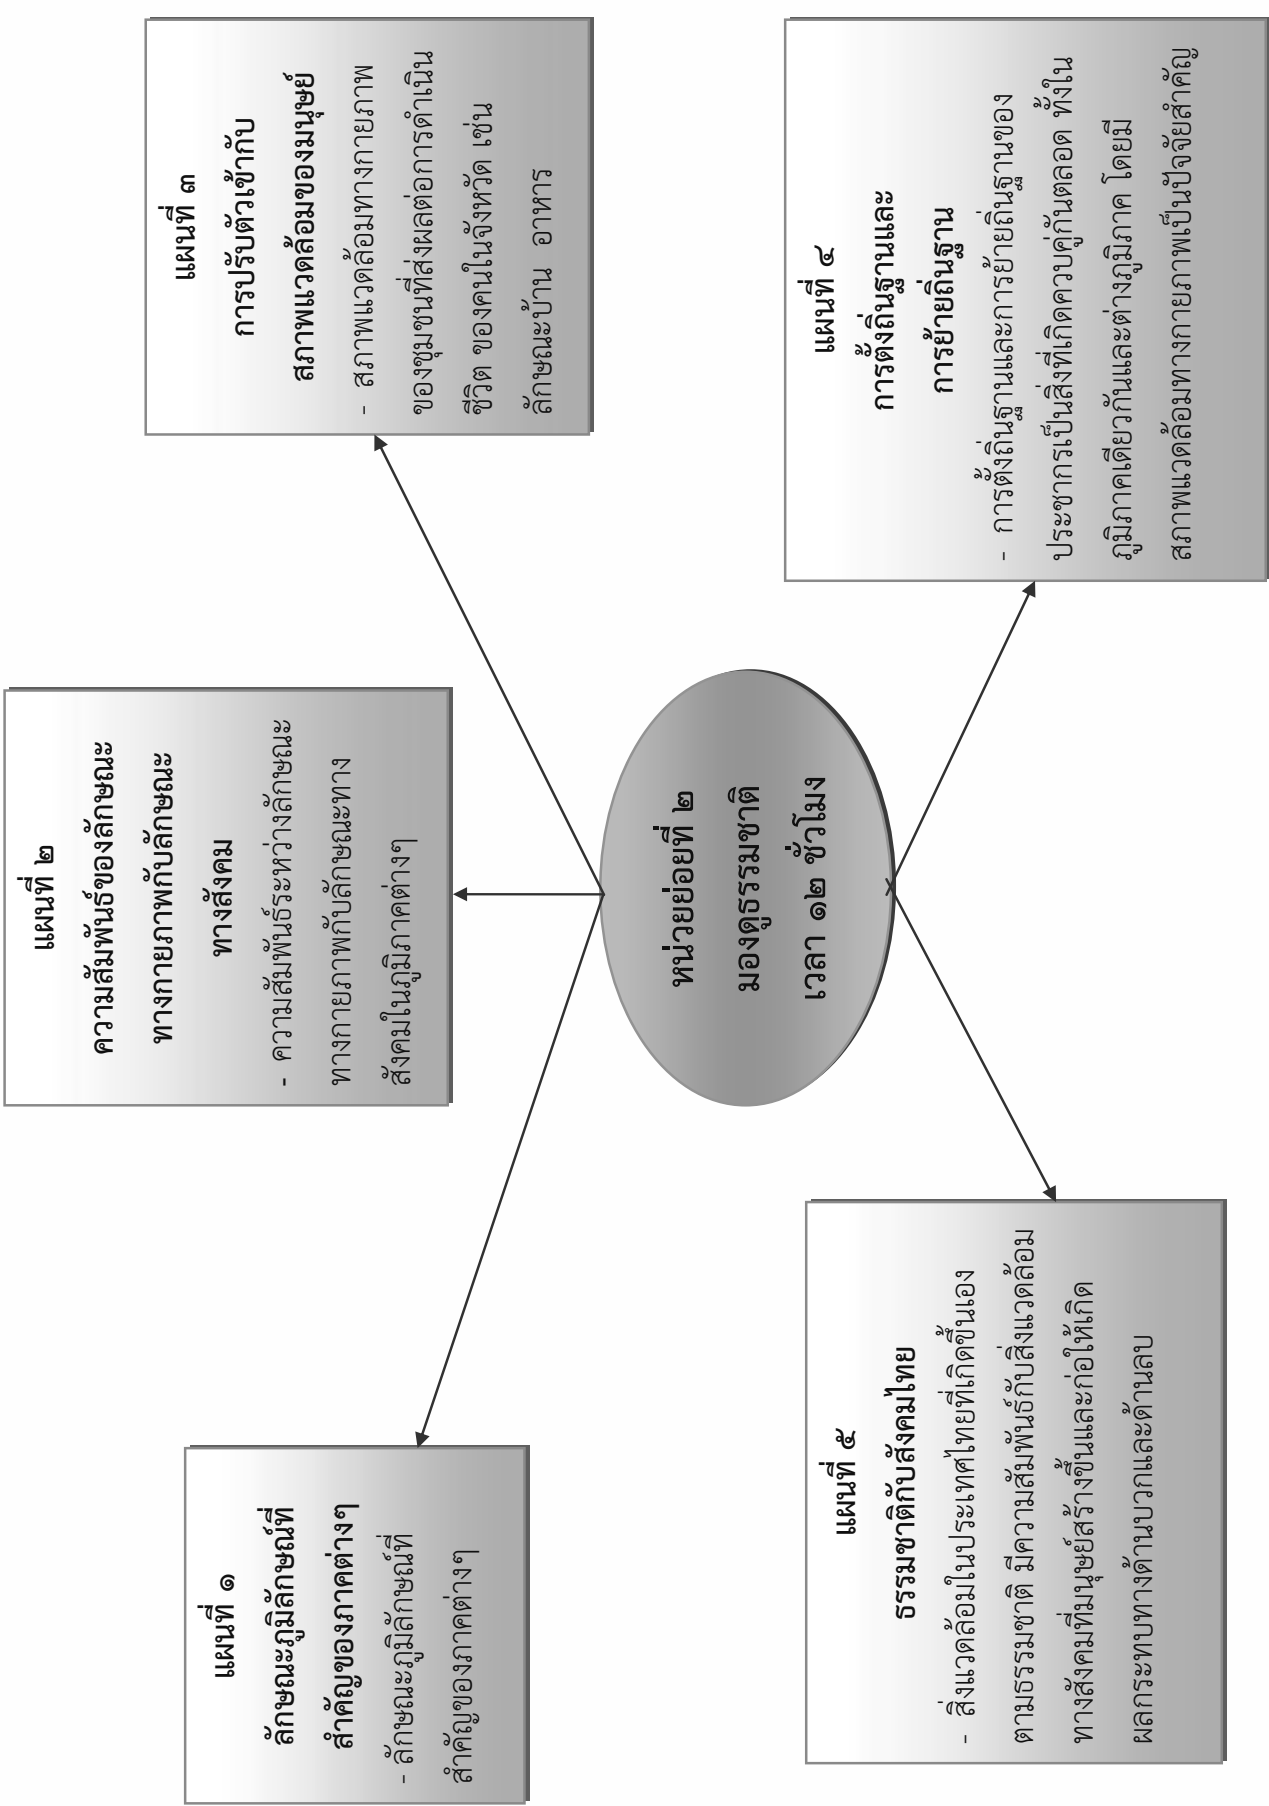 แผนที่ ๑
ลักษณะภูมิลักษณ์ที่
สำคัญของภาคต่างๆ
- ลักษณะภูมิลักษณ์ที่
สำคัญของภาคต่างๆ
แผนที่ ๒
ความสัมพันธ์ของลักษณะ
ทางกายภาพกับลักษณะ
ทางสังคม
- ความสัมพันธ์ระหว่างลักษณะ
ทางกายภาพกับลักษณะทาง
สังคมในภูมิภาคต่างๆ
แผนที่ ๓
การปรับตัวเข้ากับ
สภาพแวดล้อมของมนุษย์
- สภาพแวดล้อมทางกายภาพ
ของชุมชนที่ส่งผลต่อการดำเนิน
ชีวิต ของคนในจังหวัด เช่น
ลักษณะบ้าน อาหาร
หน่วยย่อยที่ ๒
มองดูธรรมชาติ
เวลา ๑๒ ชั่วโมง
แผนที่ ๕
ธรรมชาติกับสังคมไทย
- สิ่งแวดล้อมในประเทศไทยที่เกิดขึ้นเอง
ตามธรรมชาติ มีความสัมพันธ์กับสิ่งแวดล้อม
ทางสังคมที่มนุษย์สร้างขึ้นและก่อให้เกิด
ผลกระทบทางด้านบวกและด้านลบ
แผนที่ ๔
การตั้งถิ่นฐานและ
การย้ายถิ่นฐาน
- การตั้งถิ่นฐานและการย้ายถิ่นฐานของ
ประชากรเป็นสิ่งที่เกิดควบคู่กันตลอด ทั้งใน
ภูมิภาคเดียวกันและต่างภูมิภาค โดยมี
สภาพแวดล้อมทางกายภาพเป็นปัจจัยสำคัญ